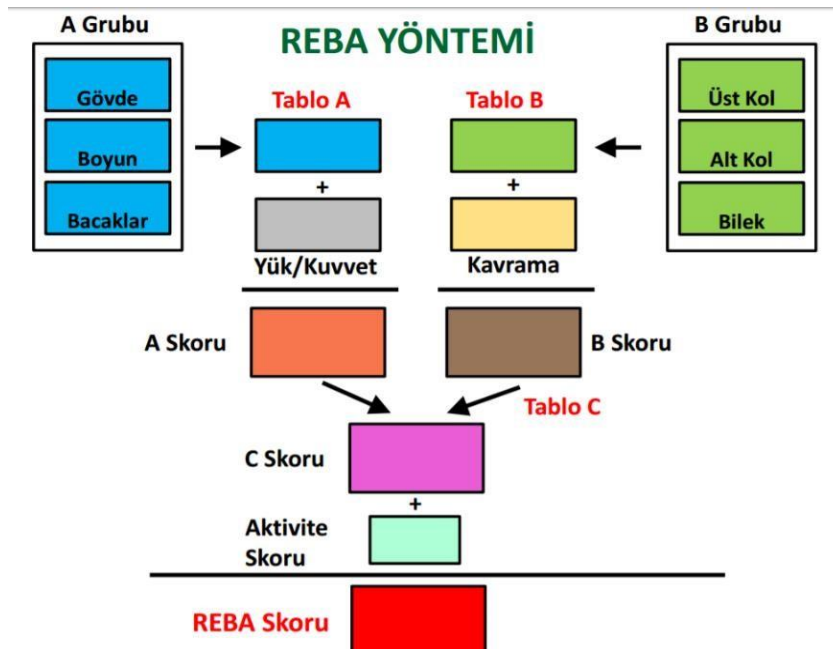 A Grubu
REBA YÖNTEMİ
B Grubu
Gövde
Boyun
Bacaklar
Tablo A
Tablo B
Üst Kol
Alt Kol
Bilek
+
+
Yük/Kuvvet
Kavrama
A Skoru
B Skoru
Tablo C
C Skoru
+
Aktivite
Skoru
REBA Skoru